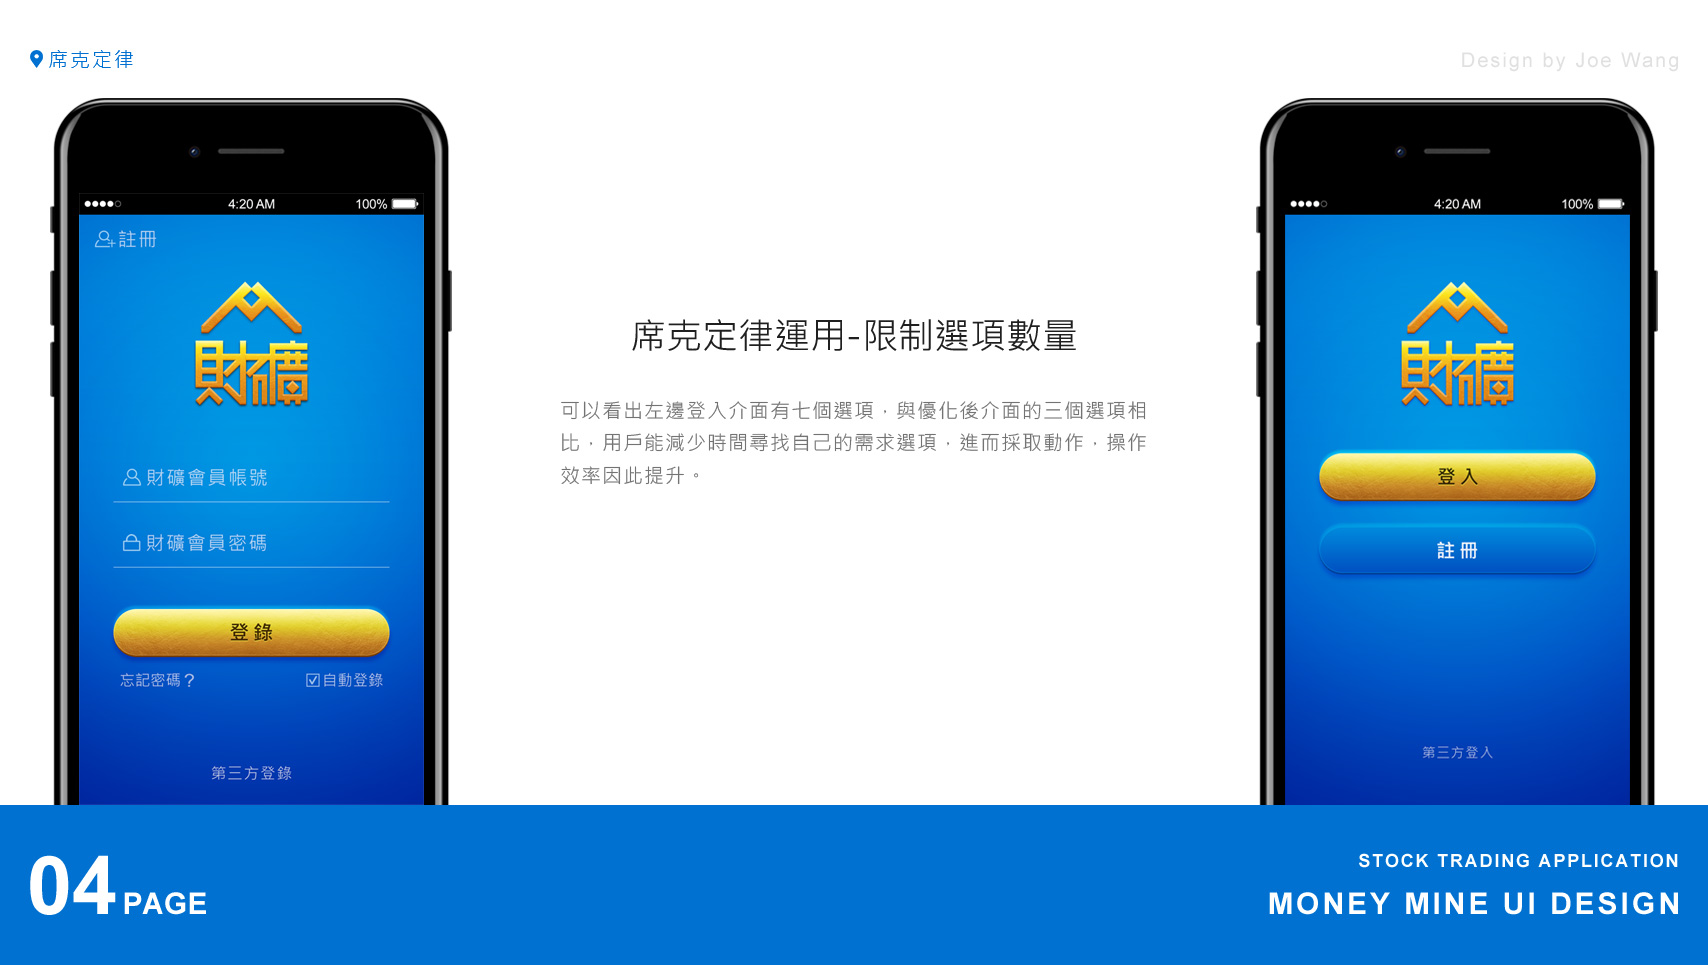 席克定律
Design by Joe Wang
4:20 AM
100%
註冊
財礦
財礦會員帳號
財礦會員密碼
登錄
忘記密碼?
自動登錄
第三方登錄
席克定律運用-限制選項數量
可以看出左邊登入介面有七個選項，與優化後介面的三個選項相
比，用戶能減少時間尋找自己的需求選項，進而採取動作，操作
效率因此提升。
4:20 AM
100%
財礦
登入
註冊
第三方登入
04 PAGE
STOCK TRADING APPLICATION
MONEY MINE UI DESIGN